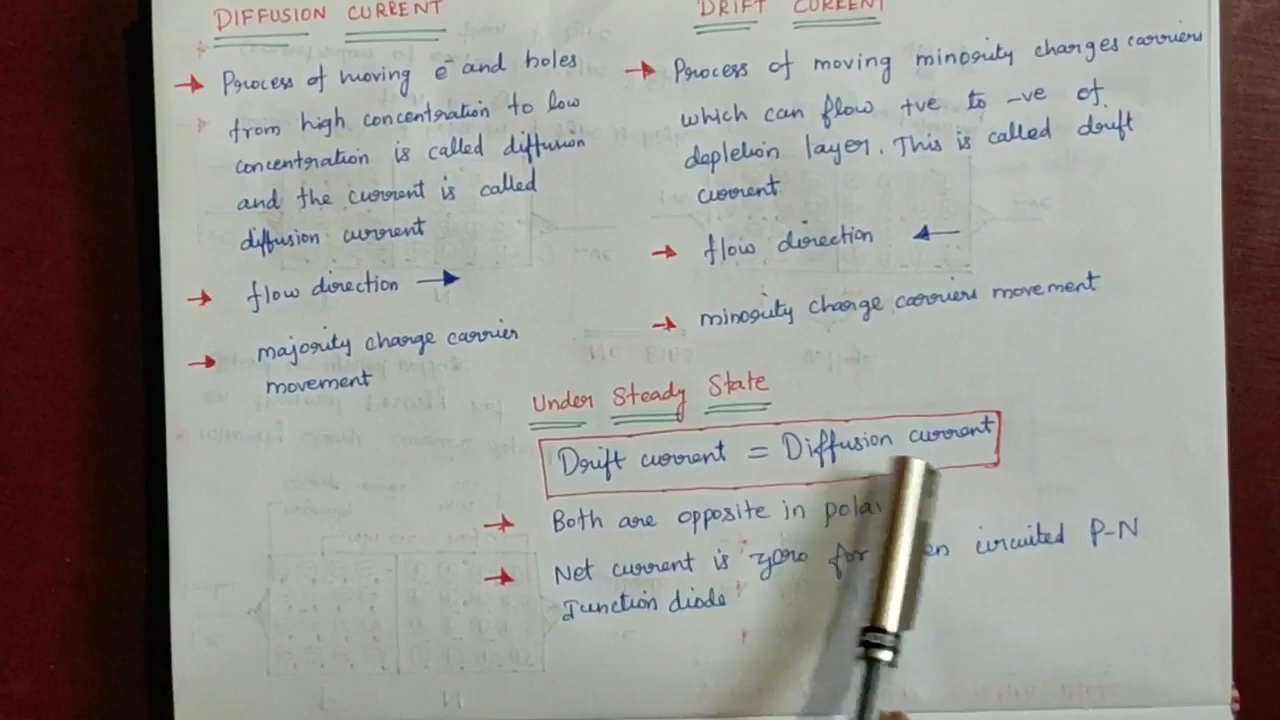 DIFFUSION CURRENT
→ Process of moving e⁻ and holes
from high concentration to low
concentration is called diffusion
and the current is called
diffusion current
→ flow direction →
→ majority charge carrier
movement
DRIFT CURRENT
→ Process of moving minority charges carriers
which can flow +ve to -ve of
depletion layer. This is called drift
current
→ flow direction ←
→ minority charge carriers movement
Under Steady State
Drift current = Diffusion current
→ Both are opposite in
→ Net current is zero for circuited P-N
Junction diode